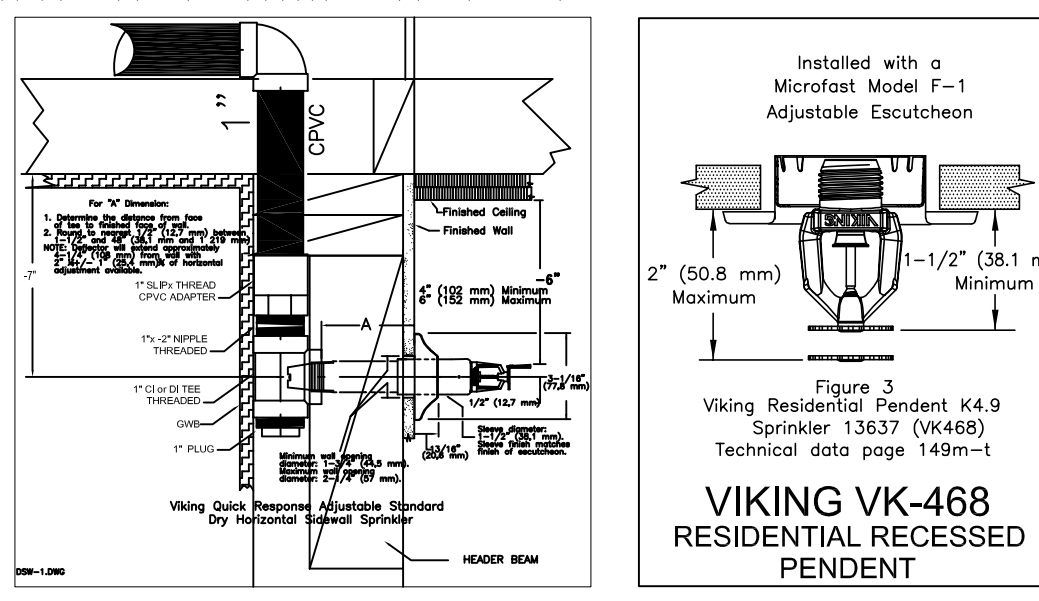 1"
CPVC
For "A" Dimension:
1. Determine the distance from face
of tee to finished face of wall.
2. Round to nearest 1/2" (12,7 mm) between
1-1/2" and 48" (38,1 mm and 1 219 mm)
NOTE: Deflector will extend approximately
4-1/4" (108 mm) from wall with
adjustment available.
-7"
1" SLIPx THREAD
CPVC ADAPTER
1"x -2" NIPPLE
THREADED
1" CI or DI TEE
THREADED
GWB
1" PLUG
Finished Ceiling
Finished Wall
-6"
4" (102 mm) Minimum
6" (152 mm) Maximum
A
3-1/16"
(77,8 mm)
1/2" (12,7 mm)
Sleeve diameter:
1-1/2" (38,1 mm).
Sleeve finish matches
finish of escutcheon.
13/16"
(20,6 mm)
Minimum wall opening
diameter: 1-3/4" (44,5 mm).
Maximum wall opening
diameter: 2-1/4" (57 mm).
Viking Quick Response Adjustable Standard
Dry Horizontal Sidewall Sprinkler
HEADER BEAM
DSW-1.DWG
Installed with a
Microfast Model F-1
Adjustable Escutcheon
VIKING
2" (50.8 mm)
Maximum
1-1/2" (38.1 m
Minimum
Figure 3
Viking Residential Pendent K4.9
Sprinkler 13637 (VK468)
Technical data page 149m-t
VIKING VK-468
RESIDENTIAL RECESSED
PENDENT